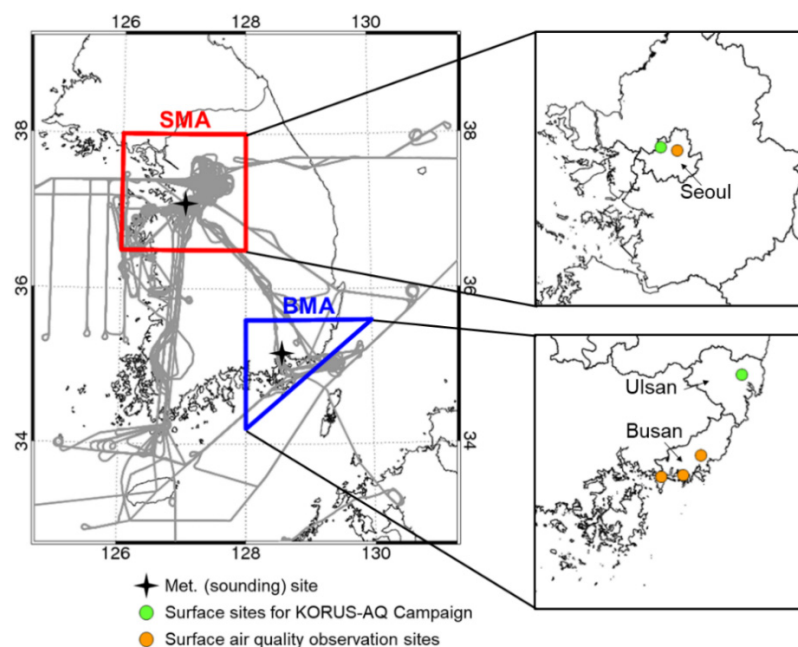 126 128 130
38 38
SMA
Seoul
36 36
BMA
Ulsan
Busan
34 34
126 128 130
Met. (sounding) site
Surface sites for KORUS-AQ Campaign
Surface air quality observation sites